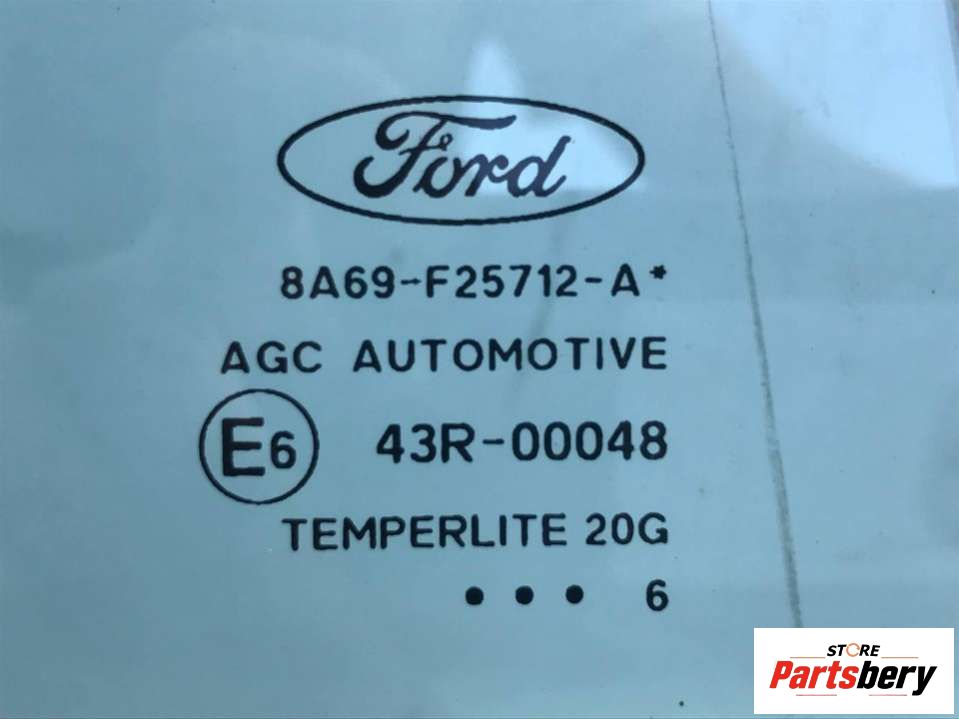 Ford
8A69-F25712-A*
AGC AUTOMOTIVE
E6 43R-00048
TEMPERLITE 20G
• • • 6
STORE
Partsbery